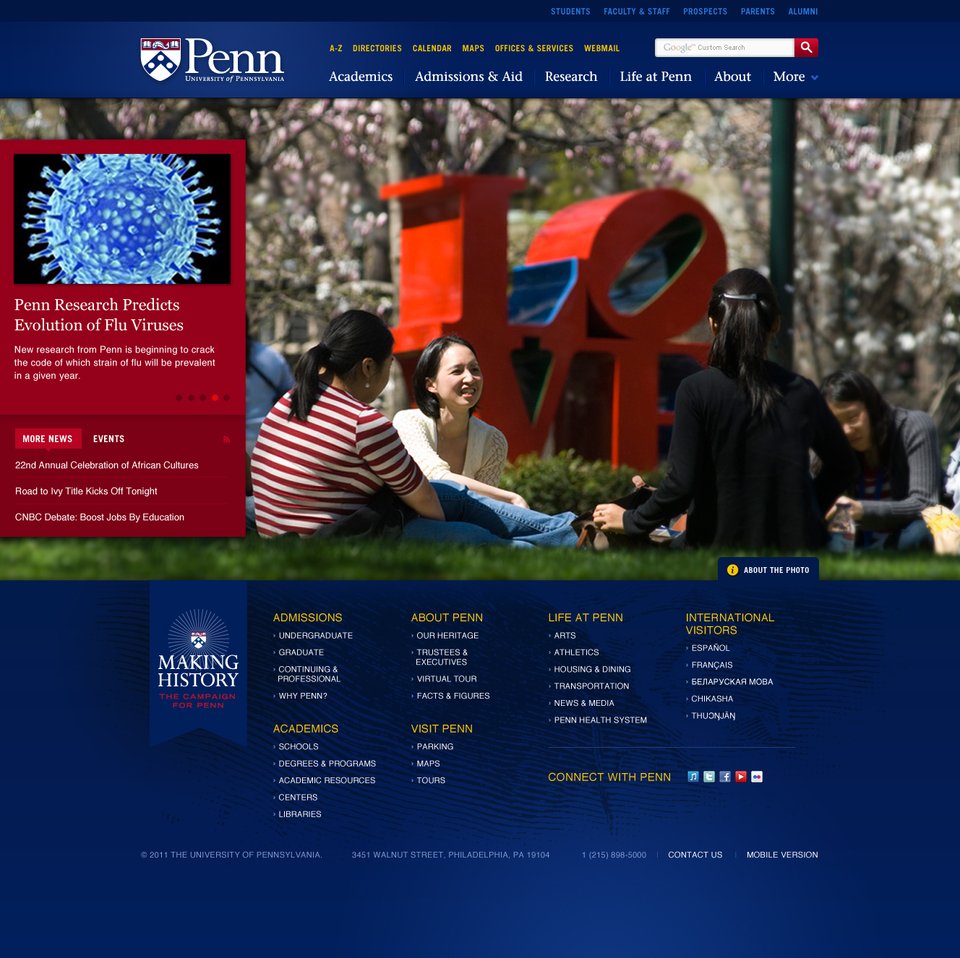 STUDENTS FACULTY & STAFF PROSPECTS PARENTS ALUMNI
Penn
UNIVERSITY of PENNSYLVANIA
A-Z DIRECTORIES CALENDAR MAPS OFFICES & SERVICES WEBMAIL
Google™ Custom Search
Academics Admissions & Aid Research Life at Penn About More
LOVE
Penn Research Predicts
Evolution of Flu Viruses
New research from Penn is beginning to crack
the code of which strain of flu will be prevalent
in a given year.
MORE NEWS EVENTS
22nd Annual Celebration of African Cultures
Road to Ivy Title Kicks Off Tonight
CNBC Debate: Boost Jobs By Education
i ABOUT THE PHOTO
MAKING
HISTORY
THE CAMPAIGN
FOR PENN
ADMISSIONS
› UNDERGRADUATE
› GRADUATE
› CONTINUING &
PROFESSIONAL
› WHY PENN?
ACADEMICS
› SCHOOLS
› DEGREES & PROGRAMS
› ACADEMIC RESOURCES
› CENTERS
› LIBRARIES
ABOUT PENN
› OUR HERITAGE
› TRUSTEES &
EXECUTIVES
› VIRTUAL TOUR
› FACTS & FIGURES
VISIT PENN
› PARKING
› MAPS
› TOURS
LIFE AT PENN
› ARTS
› ATHLETICS
› HOUSING & DINING
› TRANSPORTATION
› NEWS & MEDIA
› PENN HEALTH SYSTEM
INTERNATIONAL
VISITORS
› ESPAÑOL
› FRANÇAIS
› БЕЛАРУСКАЯ МОВА
› CHIKASHA
› THUƆŊJÄŊ
CONNECT WITH PENN
© 2011 THE UNIVERSITY OF PENNSYLVANIA. 3451 WALNUT STREET, PHILADELPHIA, PA 19104 1 (215) 898-5000 | CONTACT US | MOBILE VERSION